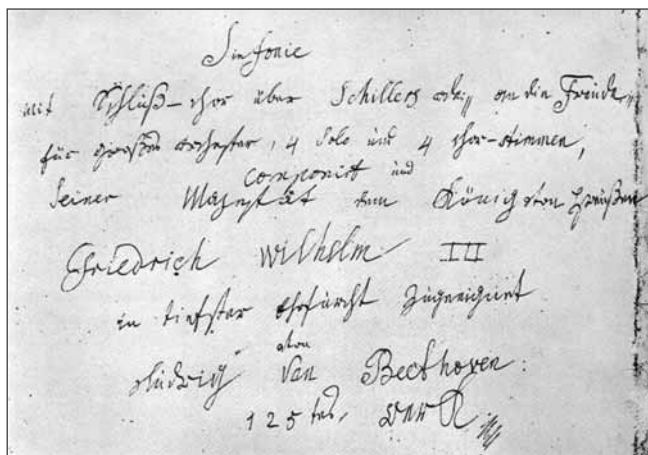 Sinfonie
mit Schluß-chor über Schillers ode „ an die Freude „
für großes orchester, 4 Solo und 4 chor-stimmen,
componirt und
Seiner Majestät dem König von Preußen
Friedrich Wilhelm III
in tiefster Ehrfurcht zugeeignet
von
Ludwig van Beethoven.
125tes Werk